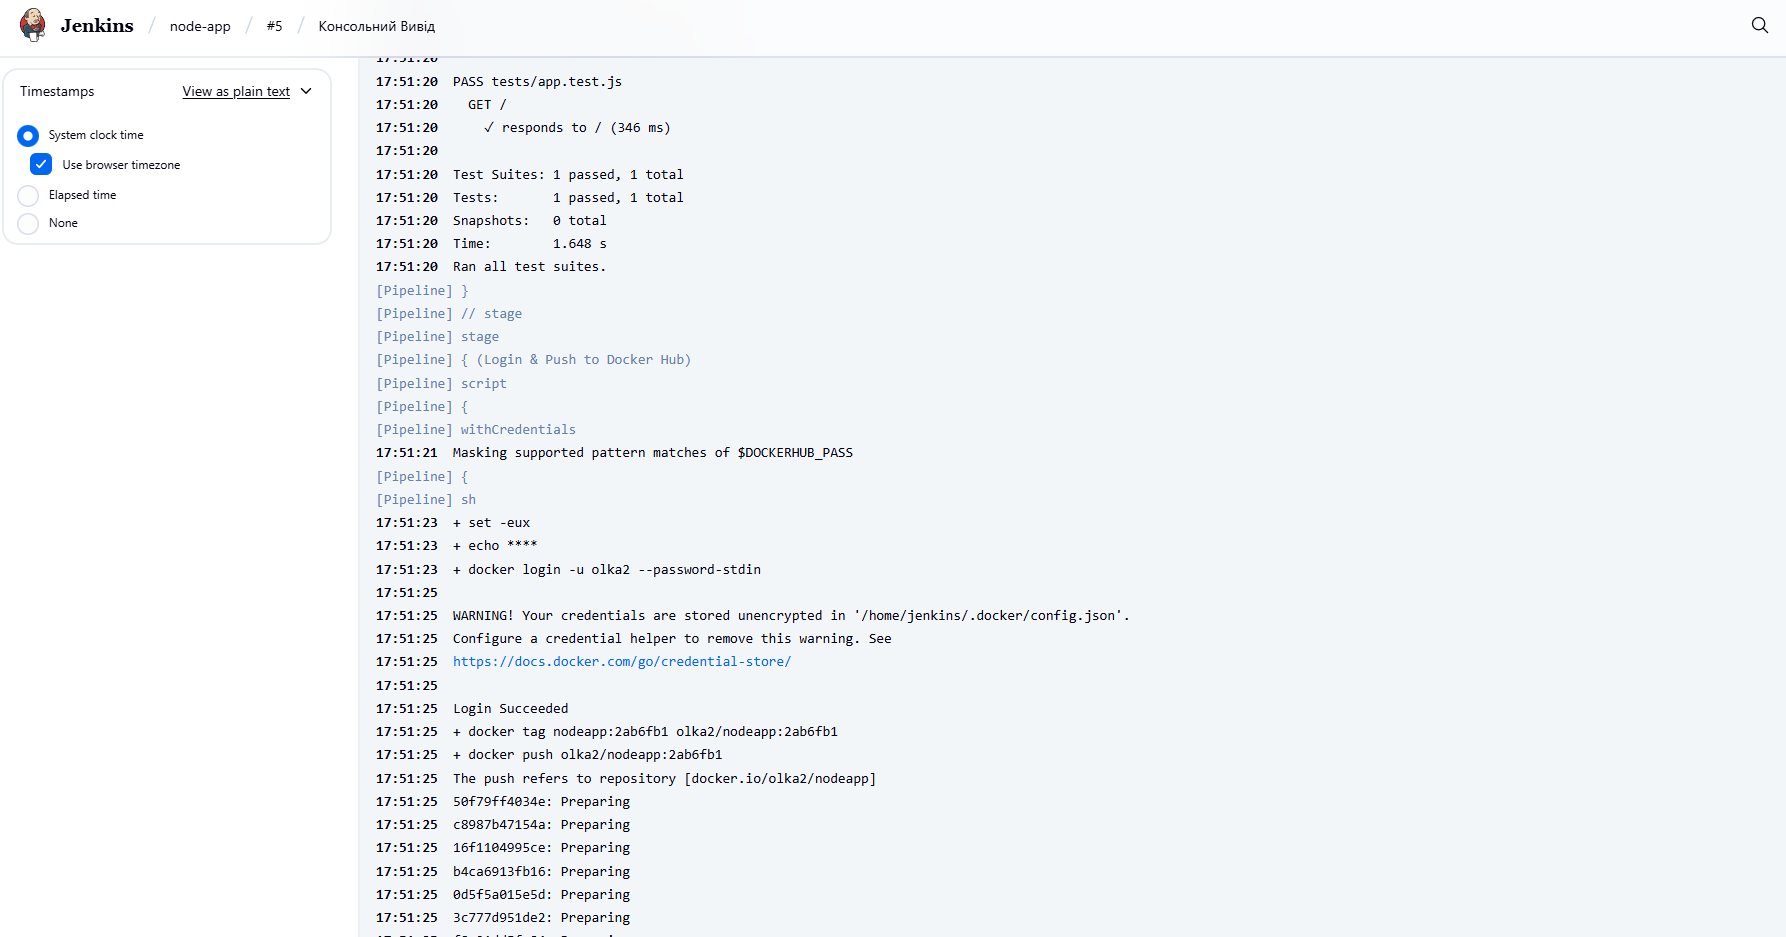 Jenkins / node-app / #5 / Консольний Вивід
Timestamps View as plain text
System clock time
Use browser timezone
Elapsed time
None
17:51:20
17:51:20 PASS tests/app.test.js
17:51:20 GET /
17:51:20 ✓ responds to / (346 ms)
17:51:20
17:51:20 Test Suites: 1 passed, 1 total
17:51:20 Tests: 1 passed, 1 total
17:51:20 Snapshots: 0 total
17:51:20 Time: 1.648 s
17:51:20 Ran all test suites.
[Pipeline] }
[Pipeline] // stage
[Pipeline] stage
[Pipeline] { (Login & Push to Docker Hub)
[Pipeline] script
[Pipeline] {
[Pipeline] withCredentials
17:51:21 Masking supported pattern matches of $DOCKERHUB_PASS
[Pipeline] {
[Pipeline] sh
17:51:23 + set -eux
17:51:23 + echo ****
17:51:23 + docker login -u olka2 --password-stdin
17:51:25
17:51:25 WARNING! Your credentials are stored unencrypted in '/home/jenkins/.docker/config.json'.
17:51:25 Configure a credential helper to remove this warning. See
17:51:25 https://docs.docker.com/go/credential-store/
17:51:25
17:51:25 Login Succeeded
17:51:25 + docker tag nodeapp:2ab6fb1 olka2/nodeapp:2ab6fb1
17:51:25 + docker push olka2/nodeapp:2ab6fb1
17:51:25 The push refers to repository [docker.io/olka2/nodeapp]
17:51:25 50f79ff4034e: Preparing
17:51:25 c8987b47154a: Preparing
17:51:25 16f1104995ce: Preparing
17:51:25 b4ca6913fb16: Preparing
17:51:25 0d5f5a015e5d: Preparing
17:51:25 3c777d951de2: Preparing